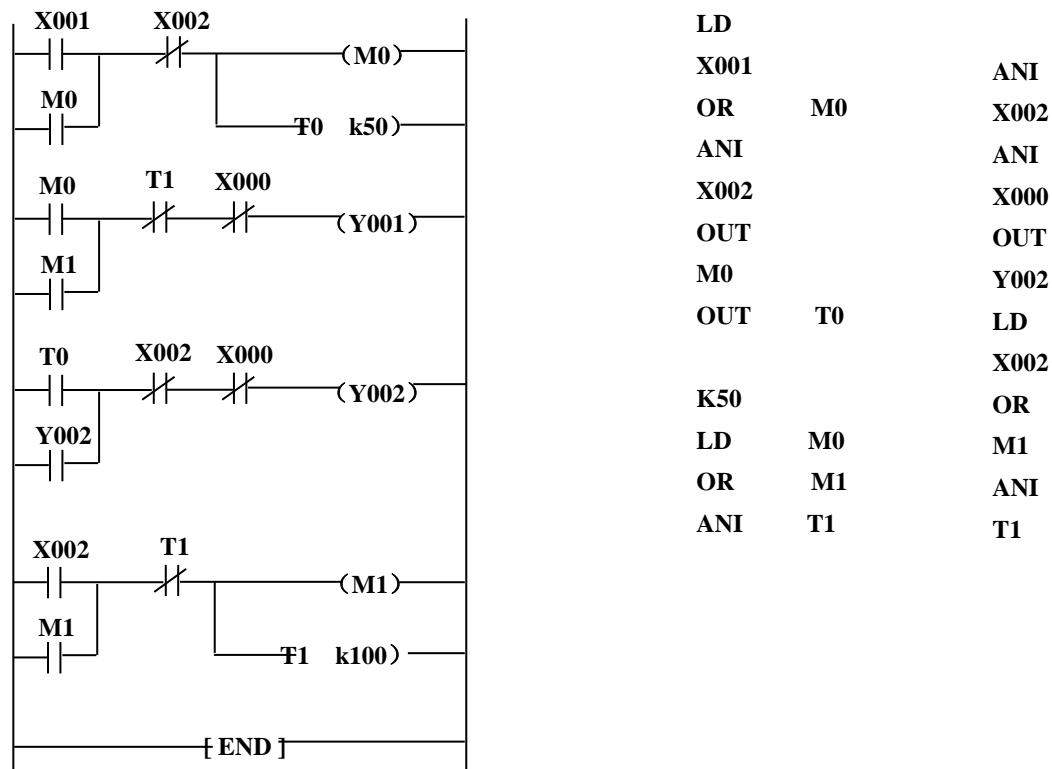 X001 X002
(M0)
M0
T0 k50)
M0 T1 X000
(Y001)
M1
T0 X002 X000
(Y002)
Y002
X002 T1
(M1)
M1
T1 k100)
[ END ]
LD
X001
OR M0
ANI
X002
OUT
M0
OUT T0
K50
LD M0
OR M1
ANI T1
ANI
X002
ANI
X000
OUT
Y002
LD
X002
OR
M1
ANI
T1